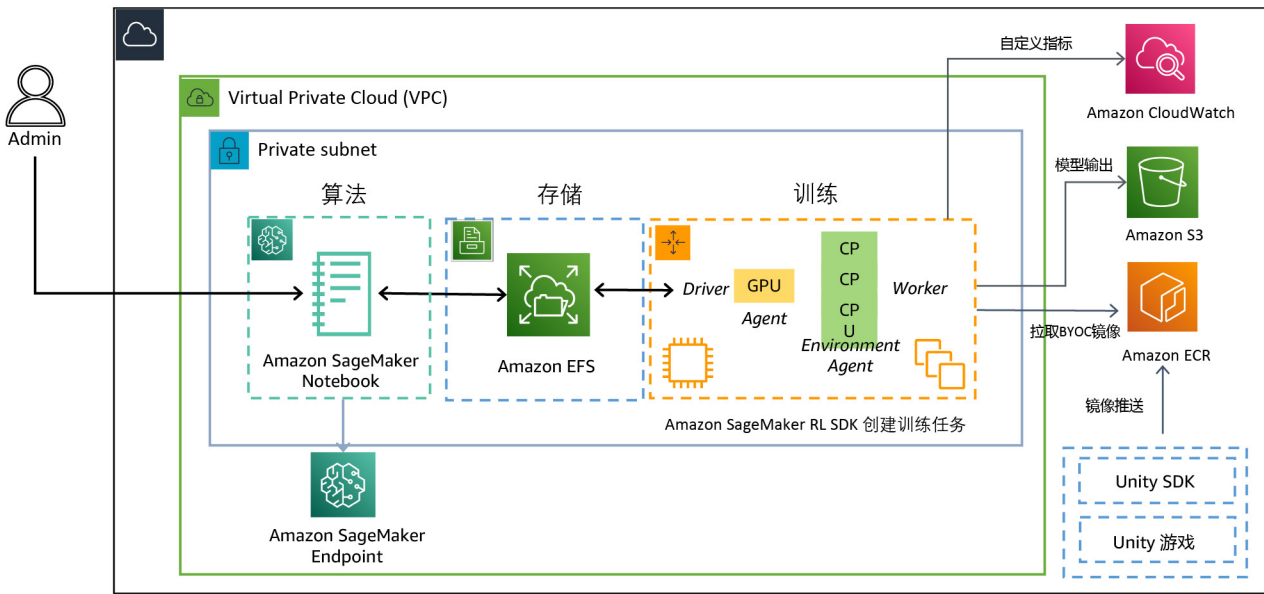 Admin
Virtual Private Cloud (VPC)
Private subnet
算法
存储
训练
Amazon SageMaker
Notebook
Amazon EFS
Driver
GPU
Agent
CP
CP
CP
U
Worker
Environment
Agent
Amazon SageMaker RL SDK 创建训练任务
Amazon SageMaker
Endpoint
自定义指标
Amazon CloudWatch
模型输出
Amazon S3
拉取BYOC镜像
Amazon ECR
镜像推送
Unity SDK
Unity 游戏